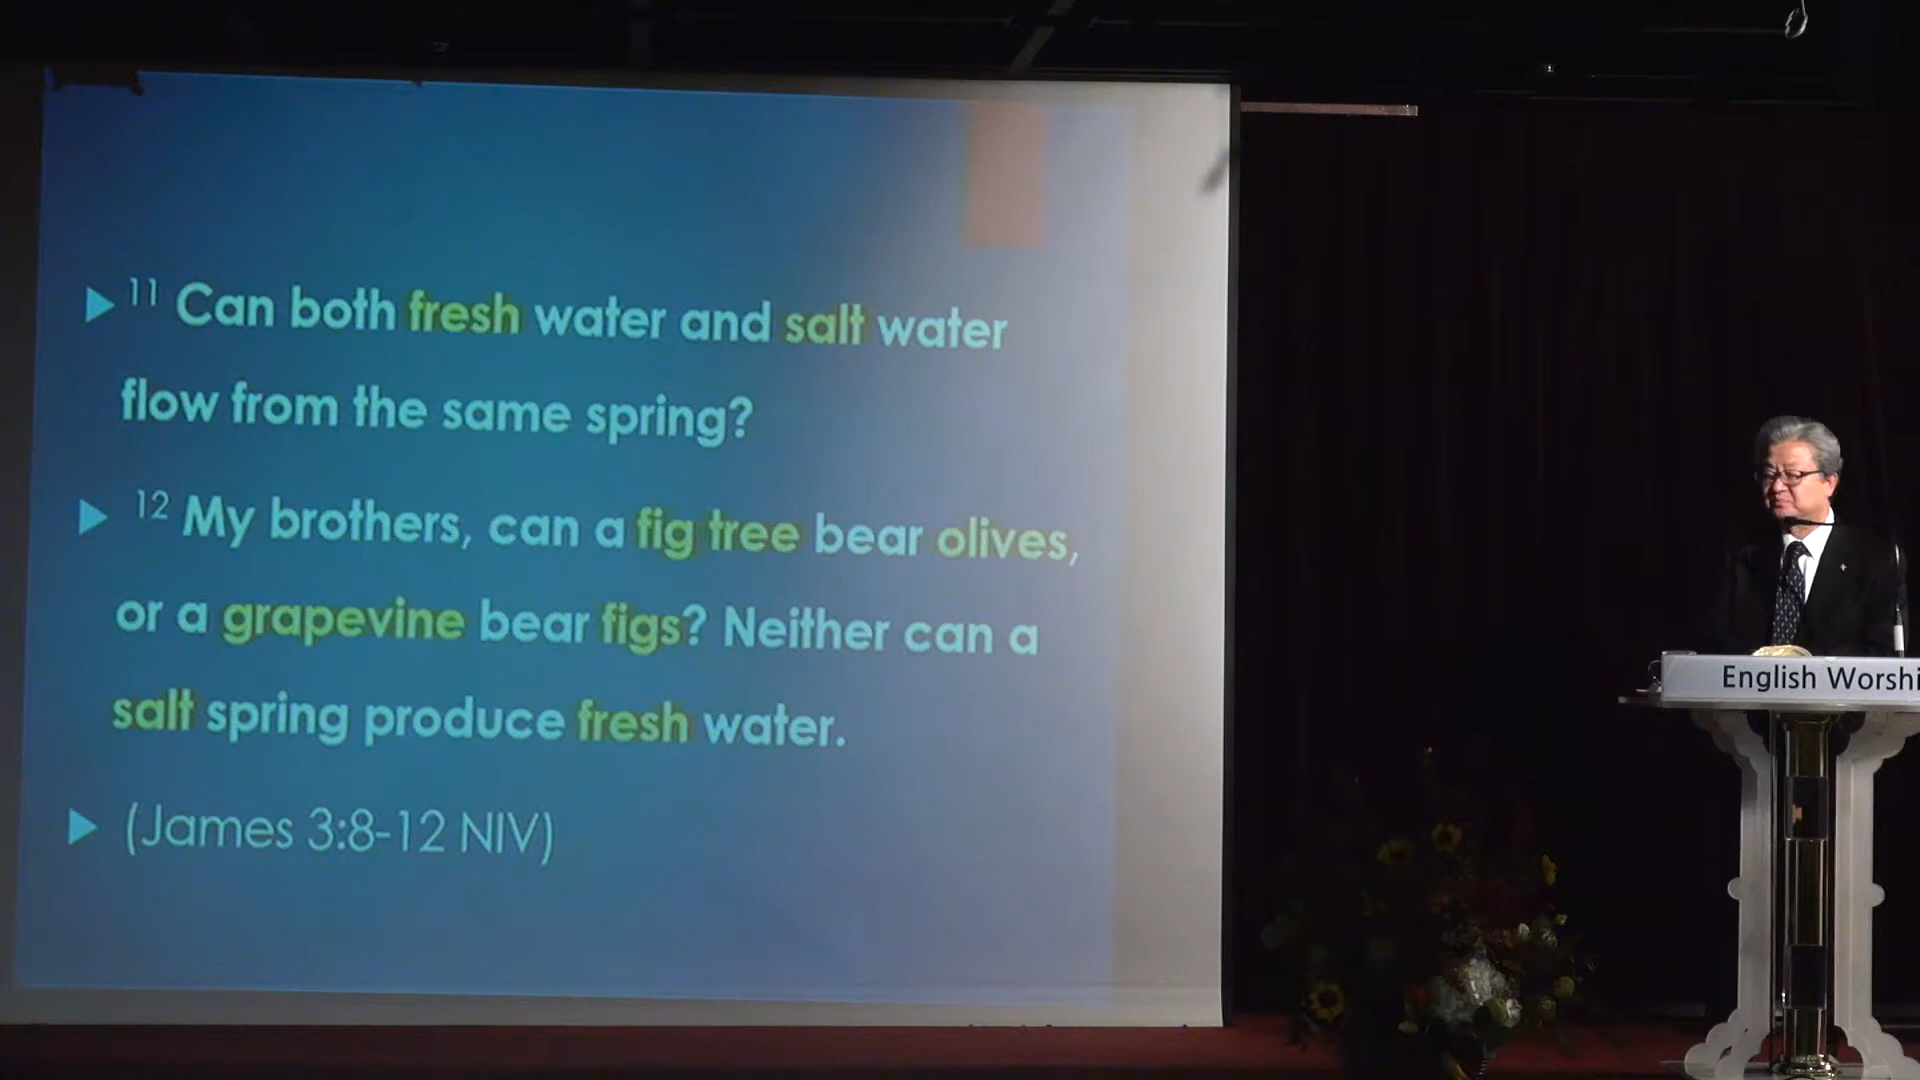 11 Can both fresh water and salt water
flow from the same spring?
12 My brothers, can a fig tree bear olives,
or a grapevine bear figs? Neither can a
salt spring produce fresh water.
(James 3:8-12 NIV)
English Worshi